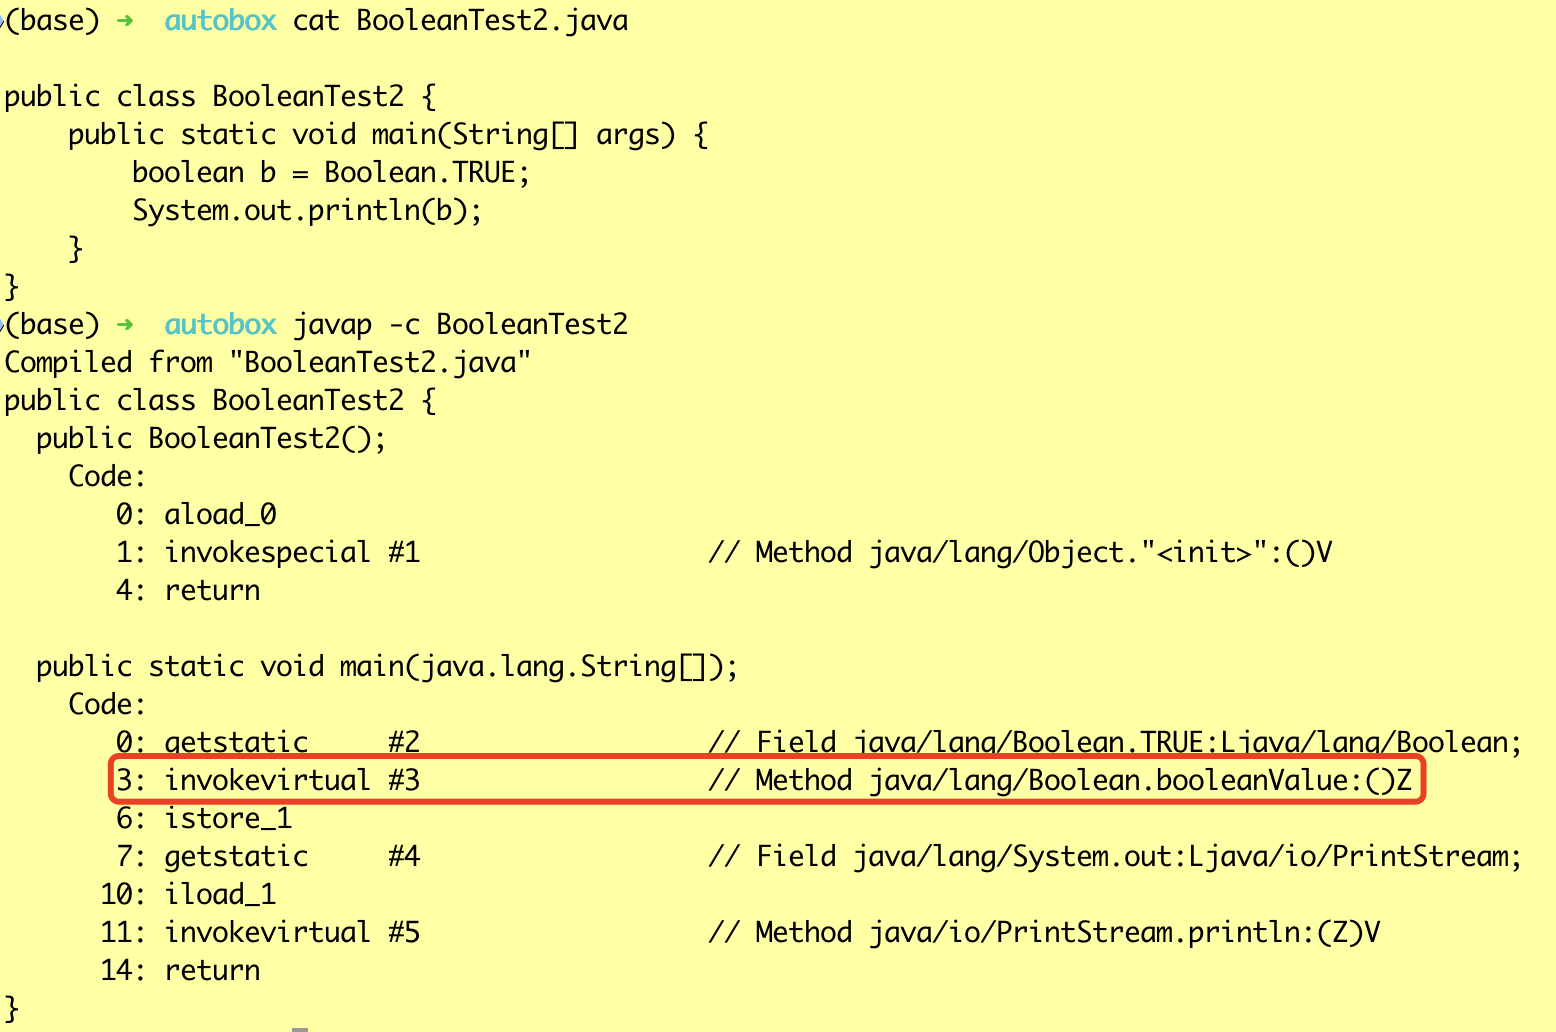 (base) ➜  autobox cat BooleanTest2.java
public class BooleanTest2 {
    public static void main(String[] args) {
        boolean b = Boolean.TRUE;
        System.out.println(b);
    }
}
(base) ➜  autobox javap -c BooleanTest2
Compiled from "BooleanTest2.java"
public class BooleanTest2 {
  public BooleanTest2();
    Code:
       0: aload_0
       1: invokespecial #1                  // Method java/lang/Object."<init>":()V
       4: return
  public static void main(java.lang.String[]);
    Code:
       0: getstatic     #2                  // Field java/lang/Boolean.TRUE:Ljava/lang/Boolean;
       3: invokevirtual #3                  // Method java/lang/Boolean.booleanValue:()Z
       6: istore_1
       7: getstatic     #4                  // Field java/lang/System.out:Ljava/io/PrintStream;
      10: iload_1
      11: invokevirtual #5                  // Method java/io/PrintStream.println:(Z)V
      14: return
}